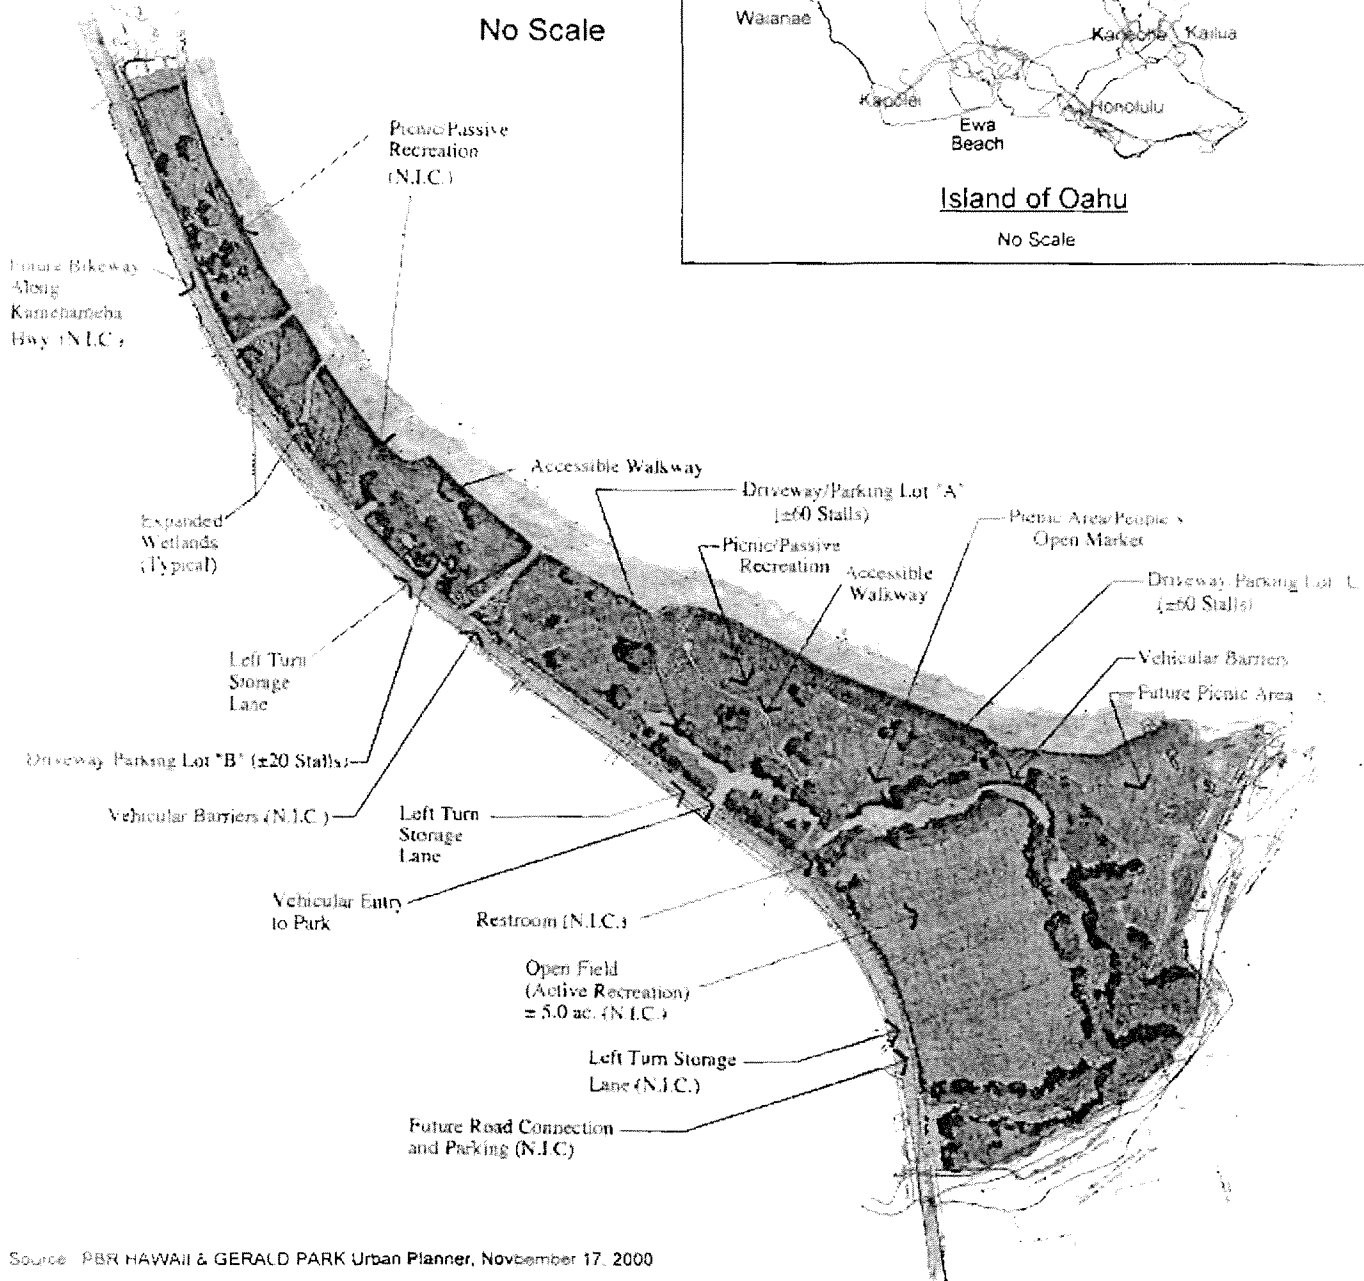 No Scale
Waianae
Kaneohe Kailua
Kapolei
Honolulu
Ewa
Beach
Island of Oahu
No Scale
Picnic/Passive
Recreation
(N.I.C.)
Future Bikeway
Along
Kamehameha
Hwy (N.I.C.)
Accessible Walkway
Driveway/Parking Lot "A"
(±60 Stalls)
Picnic Area/People's
Open Market
Expanded
Wetlands
(Typical)
Picnic/Passive
Recreation
Accessible
Walkway
Driveway Parking Lot
(±60 Stalls)
Left Turn
Storage
Lane
Vehicular Barriers
Future Picnic Area
Driveway Parking Lot "B" (±20 Stalls)
Vehicular Barriers (N.I.C.)
Left Turn
Storage
Lane
Vehicular Entry
to Park
Restroom (N.I.C.)
Open Field
(Active Recreation)
± 5.0 ac. (N.I.C.)
Left Turn Storage
Lane (N.I.C.)
Future Road Connection
and Parking (N.I.C)
Source: PBR HAWAII & GERALD PARK Urban Planner, Novbember 17, 2000